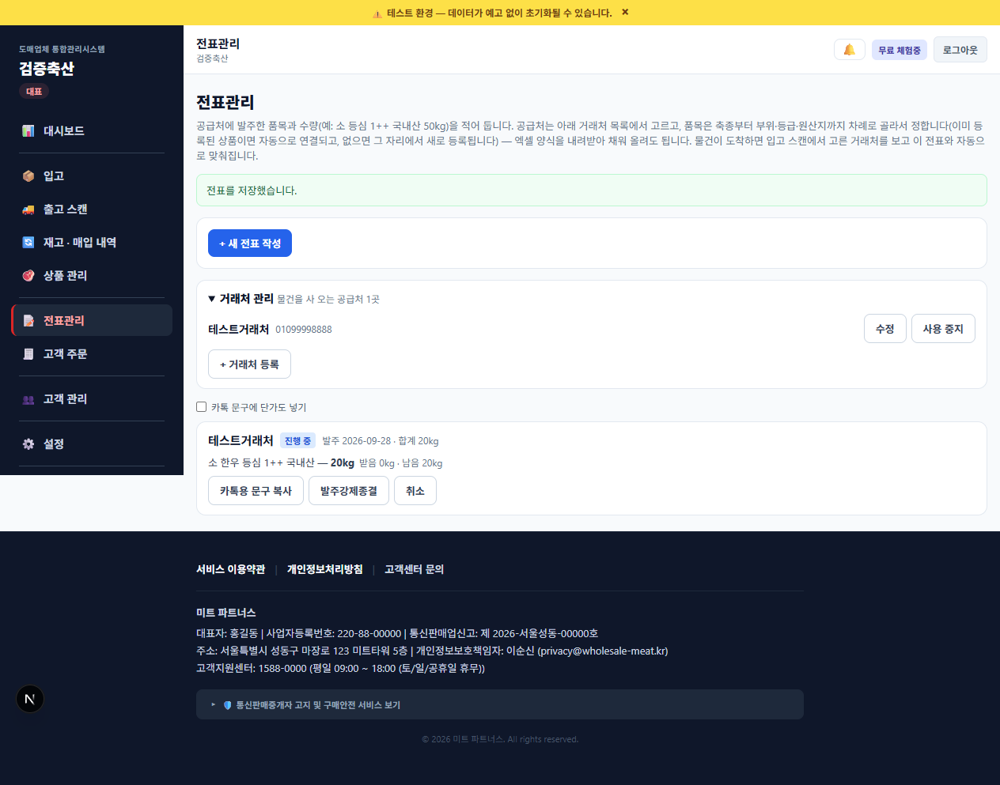 ⚠️ 테스트 환경 — 데이터가 예고 없이 초기화될 수 있습니다. ×
도매업체 통합관리시스템
검증축산
대표
대시보드
입고
출고 스캔
재고 · 매입 내역
상품 관리
전표관리
고객 주문
고객 관리
설정
전표관리
검증축산
무료 체험중
로그아웃
전표관리
공급처에 발주한 품목과 수량(예: 소 등심 1++ 국내산 50kg)을 적어 둡니다. 공급처는 아래 거래처 목록에서 고르고, 품목은 축종부터 부위·등급·원산지까지 차례로 골라서 정합니다(이미 등
록된 상품이면 자동으로 연결되고, 없으면 그 자리에서 새로 등록됩니다) — 엑셀 양식을 내려받아 채워 올려도 됩니다. 물건이 도착하면 입고 스캔에서 고른 거래처를 보고 이 전표와 자동으
로 맞춰집니다.
전표를 저장했습니다.
+ 새 전표 작성
▼ 거래처 관리 물건을 사 오는 공급처 1곳
테스트거래처 01099998888
수정
사용 중지
+ 거래처 등록
카톡 문구에 단가도 넣기
테스트거래처 진행 중 발주 2026-09-28 · 합계 20kg
소 한우 등심 1++ 국내산 — 20kg 받음 0kg · 남음 20kg
카톡용 문구 복사
발주강제종결
취소
서비스 이용약관 | 개인정보처리방침 | 고객센터 문의
미트 파트너스
대표자: 홍길동 | 사업자등록번호: 220-88-00000 | 통신판매업신고: 제 2026-서울성동-00000호
주소: 서울특별시 성동구 마장로 123 미트타워 5층 | 개인정보보호책임자: 이순신 (privacy@wholesale-meat.kr)
고객지원센터: 1588-0000 (평일 09:00 ~ 18:00 (토/일/공휴일 휴무))
▸ 통신판매중개자 고지 및 구매안전 서비스 보기
© 2026 미트 파트너스. All rights reserved.
N